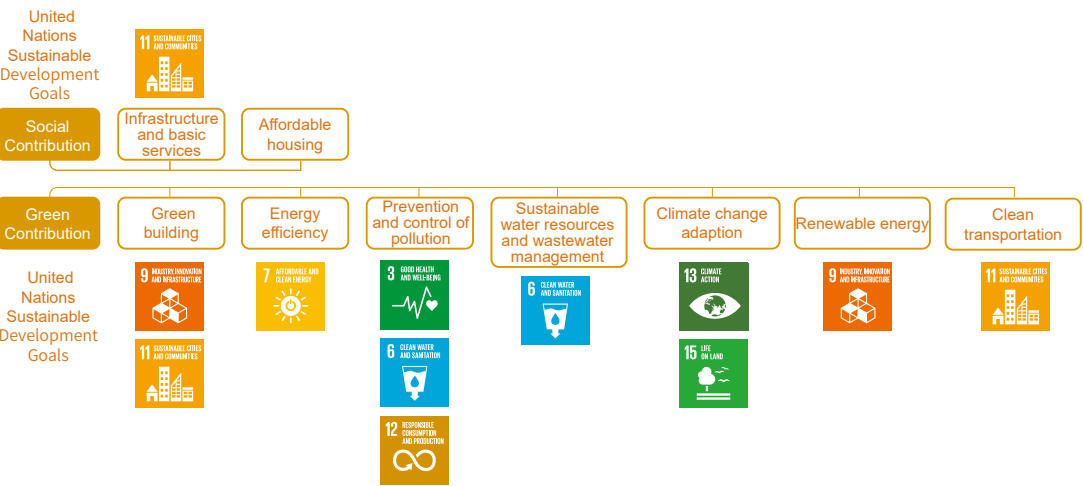 United
Nations
Sustainable
Development
Goals
11 SUSTAINABLE CITIES
AND COMMUNITIES
Social
Contribution
Infrastructure
and basic
services
Affordable
housing
Green
Contribution
Green
building
Energy
efficiency
Prevention
and control of
pollution
Sustainable
water resources
and wastewater
management
Climate change
adaption
Renewable energy
Clean
transportation
United
Nations
Sustainable
Development
Goals
9 INDUSTRY, INNOVATION
AND INFRASTRUCTURE
11 SUSTAINABLE CITIES
AND COMMUNITIES
7 AFFORDABLE AND
CLEAN ENERGY
3 GOOD HEALTH
AND WELL-BEING
6 CLEAN WATER
AND SANITATION
12 RESPONSIBLE
CONSUMPTION
AND PRODUCTION
6 CLEAN WATER
AND SANITATION
13 CLIMATE
ACTION
15 LIFE
ON LAND
9 INDUSTRY, INNOVATION
AND INFRASTRUCTURE
11 SUSTAINABLE CITIES
AND COMMUNITIES